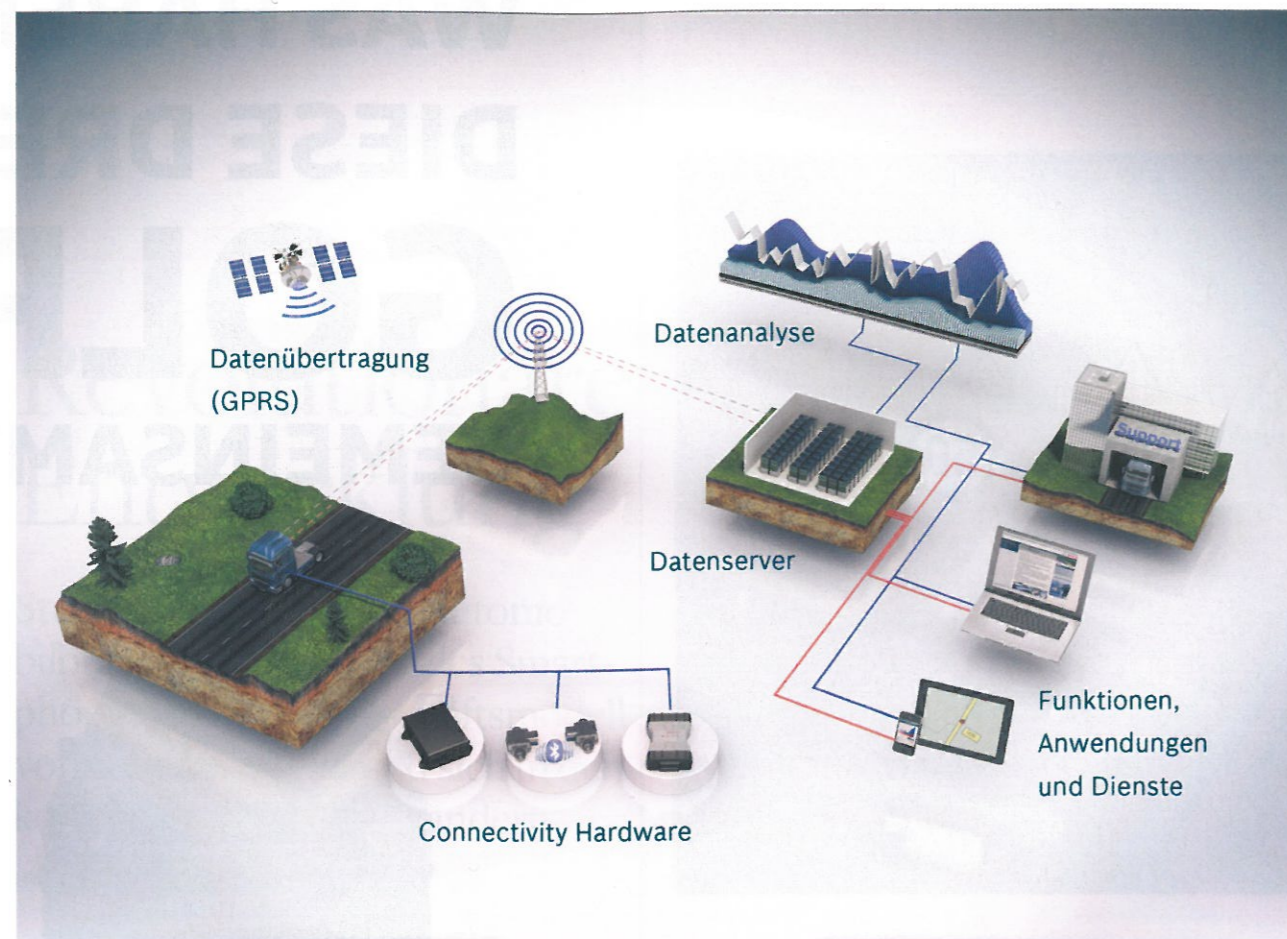 Datenübertragung
(GPRS)
Datenanalyse
Support
Datenserver
Funktionen,
Anwendungen
und Dienste
Connectivity Hardware